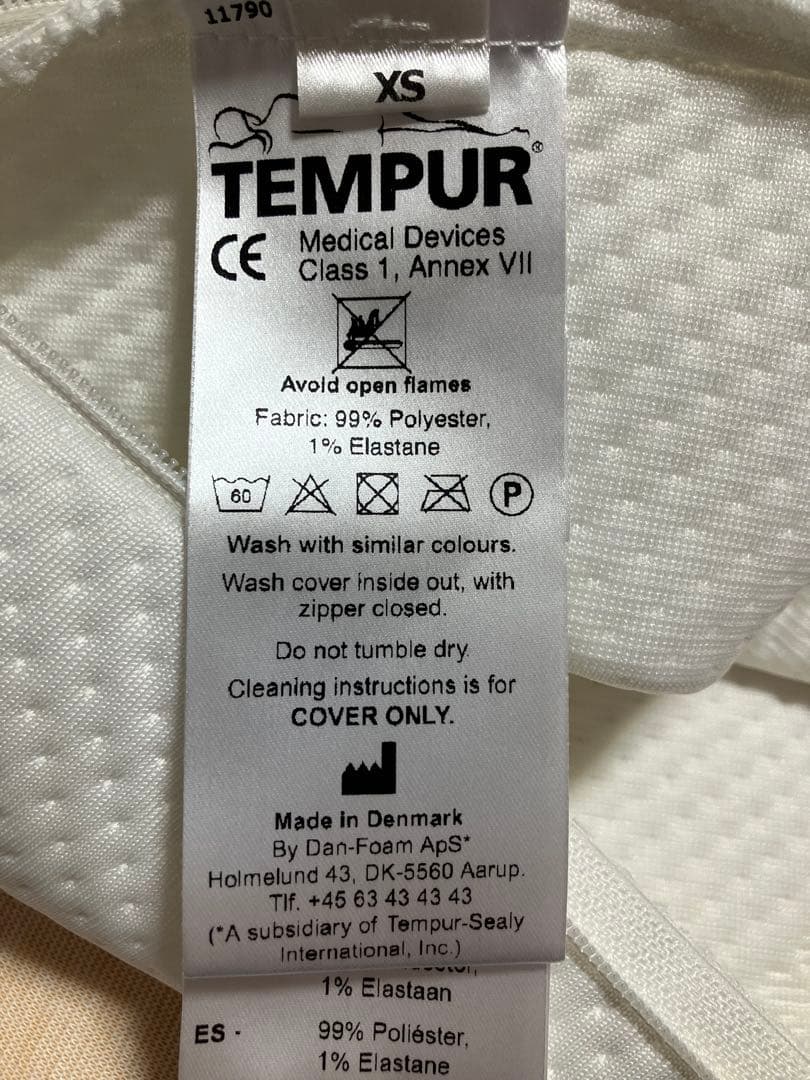 11790
XS
TEMPUR®
CE Medical Devices
Class 1, Annex VII
Avoid open flames
Fabric: 99% Polyester,
1% Elastane
60 P
Wash with similar colours.
Wash cover inside out, with
zipper closed.
Do not tumble dry
Cleaning instructions is for
COVER ONLY.
Made in Denmark
By Dan-Foam ApS*
Holmelund 43, DK-5560 Aarup.
Tlf. +45 63 43 43 43
(*A subsidiary of Tempur-Sealy
International, Inc.)
1% Elastaan
ES - 99% Poliéster,
1% Elastane